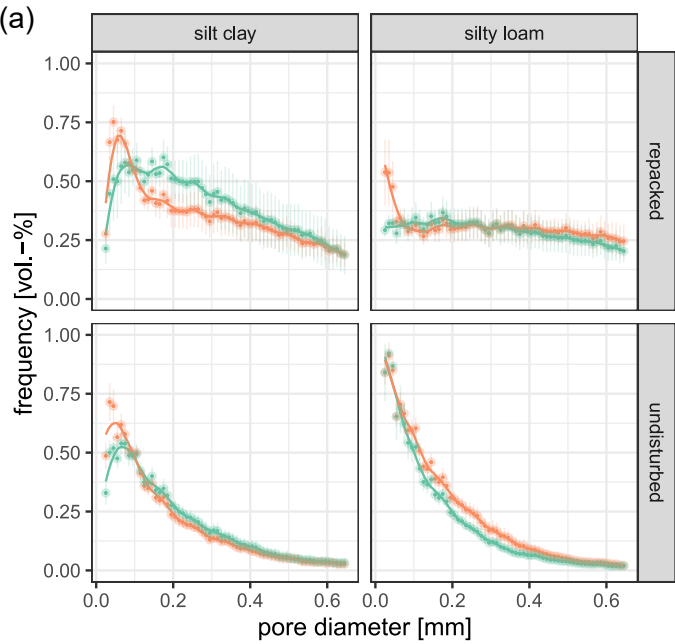 (a)
silt clay
silty loam
1.00
0.75
0.50
0.25
0.00
repacked
1.00
0.75
0.50
0.25
0.00
undisturbed
frequency [vol.−%]
0.0 0.2 0.4 0.6 0.0 0.2 0.4 0.6
pore diameter [mm]